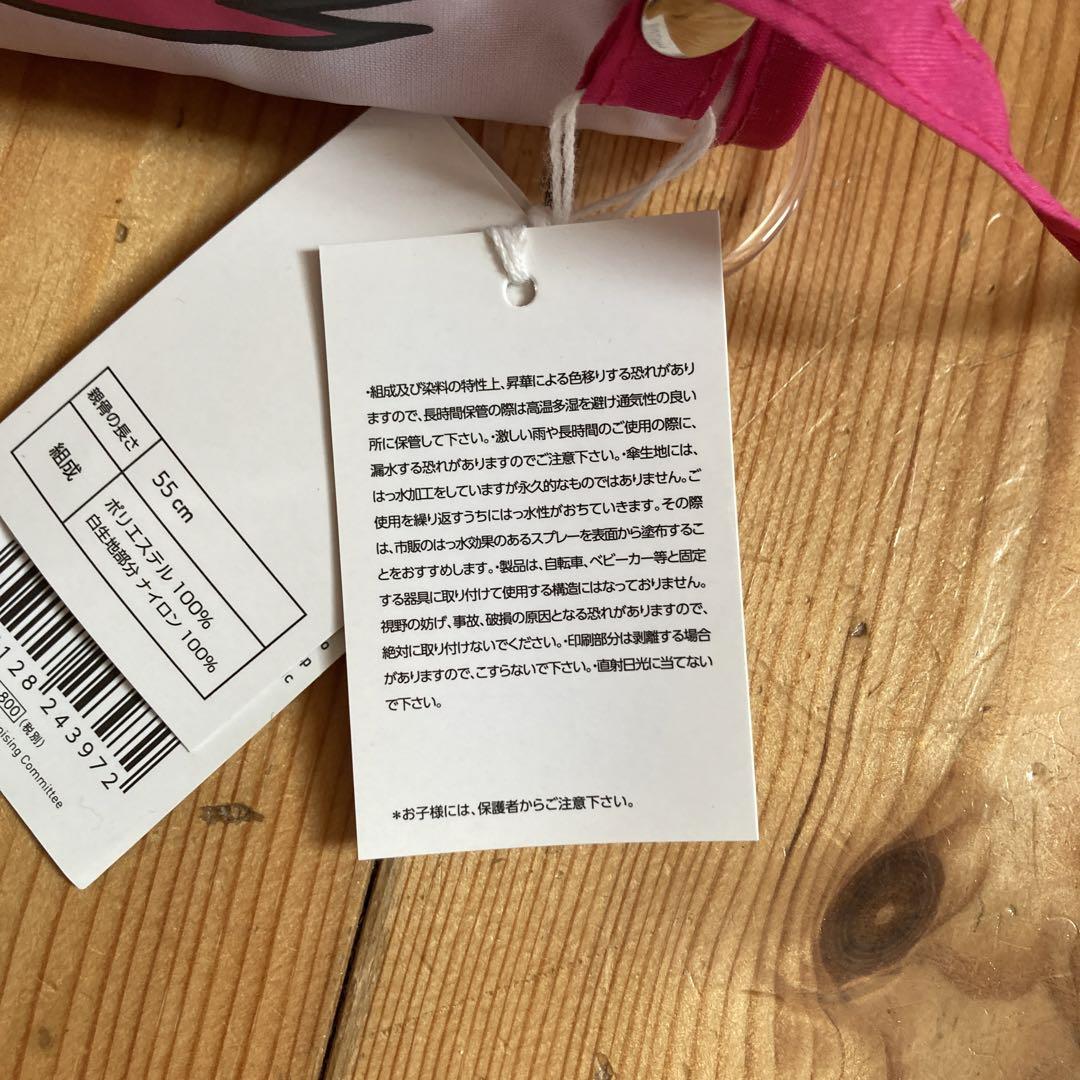 ・組成及び染料の特性上、昇華による色移りする恐れがあり
ますので、長時間保管の際は高温多湿を避け通気性の良い
所に保管して下さい。・激しい雨や長時間のご使用の際に、
漏水する恐れがありますのでご注意下さい。・傘生地には、
はっ水加工をしていますが永久的なものではありません。ご
使用を繰り返すうちにはっ水性がおちていきます。その際
は、市販のはっ水効果のあるスプレーを表面から塗布するこ
とをおすすめします。・製品は、自転車、ベビーカー等と固定
する器具に取り付けて使用する構造にはなっておりません。
視野の妨げ、事故、破損の原因となる恐れがありますので、
絶対に取り付けないでください。・印刷部分は剥離する場合
がありますので、こすらないで下さい。・直射日光に当てない
で下さい。
＊お子様には、保護者からご注意下さい。
親骨の長さ 55cm
組成 ポリエステル 100%
白生地部分 ナイロン 100%
128243972
800(税別)
ising Committee
p
c